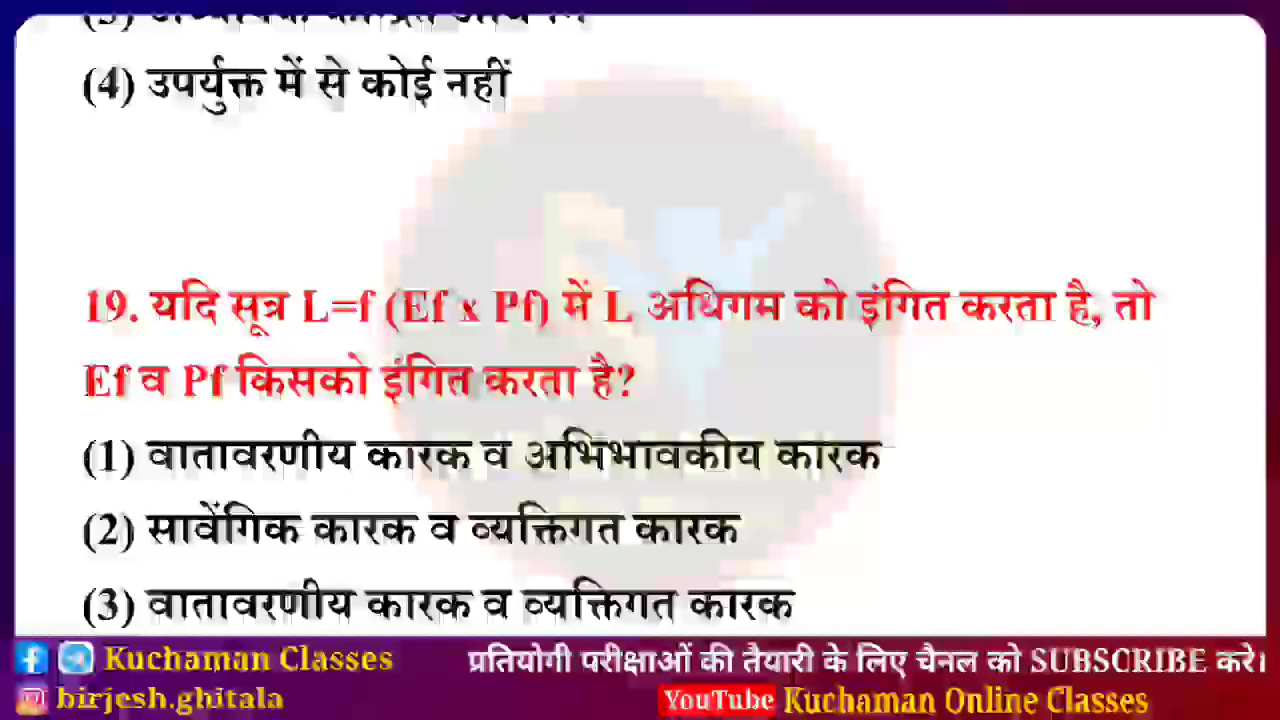 (4) उपर्युक्त में से कोई नहीं
19. यदि सूत्र L=f (Ef x Pf) में L अधिगम को इंगित करता है, तो
Ef व Pf किसको इंगित करता है?
(1) वातावरणीय कारक व अभिभावकीय कारक
(2) सावेंगिक कारक व व्यक्तिगत कारक
(3) वातावरणीय कारक व व्यक्तिगत कारक
Kuchaman Classes
प्रतियोगी परीक्षाओं की तैयारी के लिए चैनल को SUBSCRIBE करे।
birjesh.ghitala
YouTube Kuchaman Online Classes